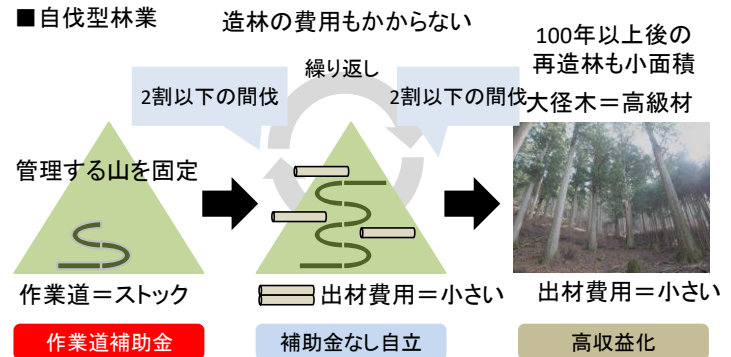 ■自伐型林業
造林の費用もかからない
100年以上後の
再造林も小面積
繰り返し
2割以下の間伐
2割以下の間伐
大径木＝高級材
管理する山を固定
作業道＝ストック
出材費用＝小さい
出材費用＝小さい
作業道補助金
補助金なし自立
高収益化